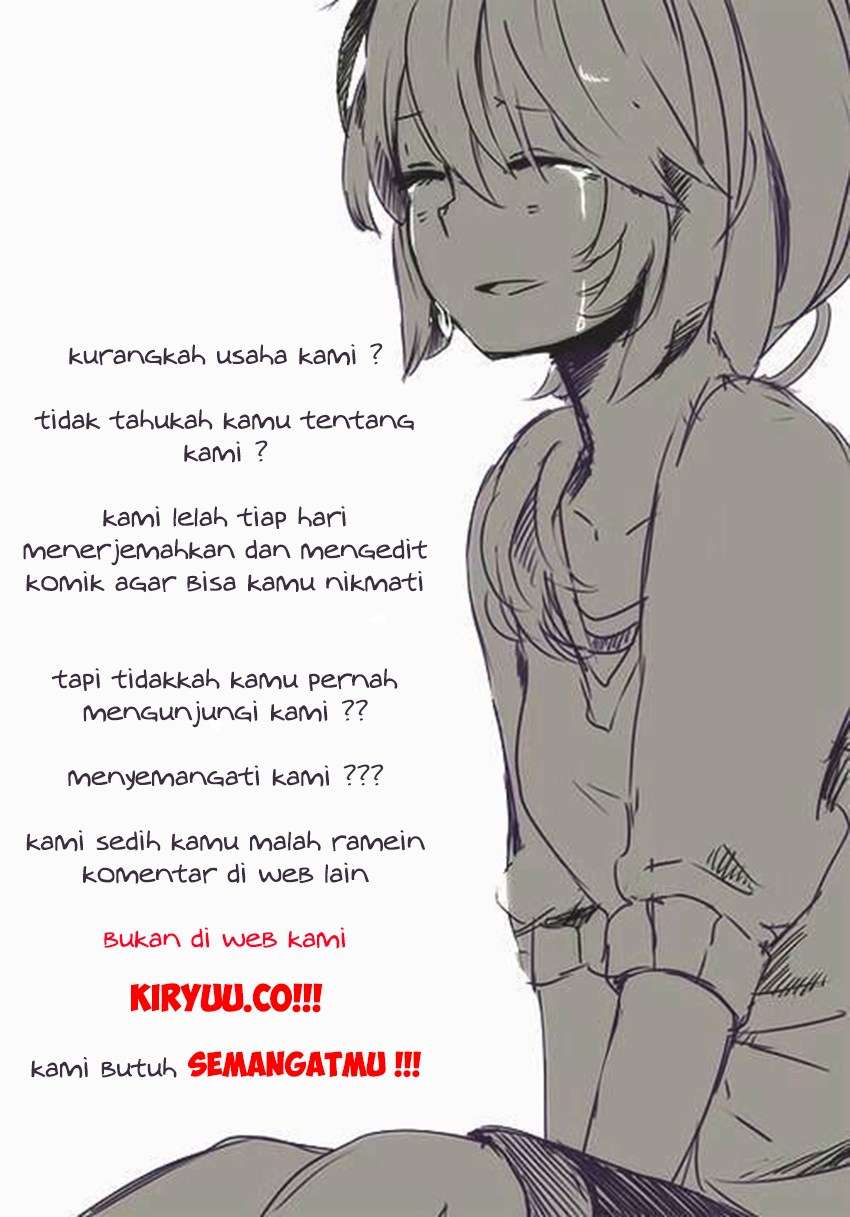 kurangkah usaha kami ?
tidak tahukah kamu tentang
kami ?
kami lelah tiap hari
menerjemahkan dan mengedit
komik agar bisa kamu nikmati
tapi tidakkah kamu pernah
mengunjungi kami ??
menyemangati kami ???
kami sedih kamu malah ramein
komentar di web lain
bukan di web kami
KIRYUU.CO!!!
kami butuh SEMANGATMU !!!